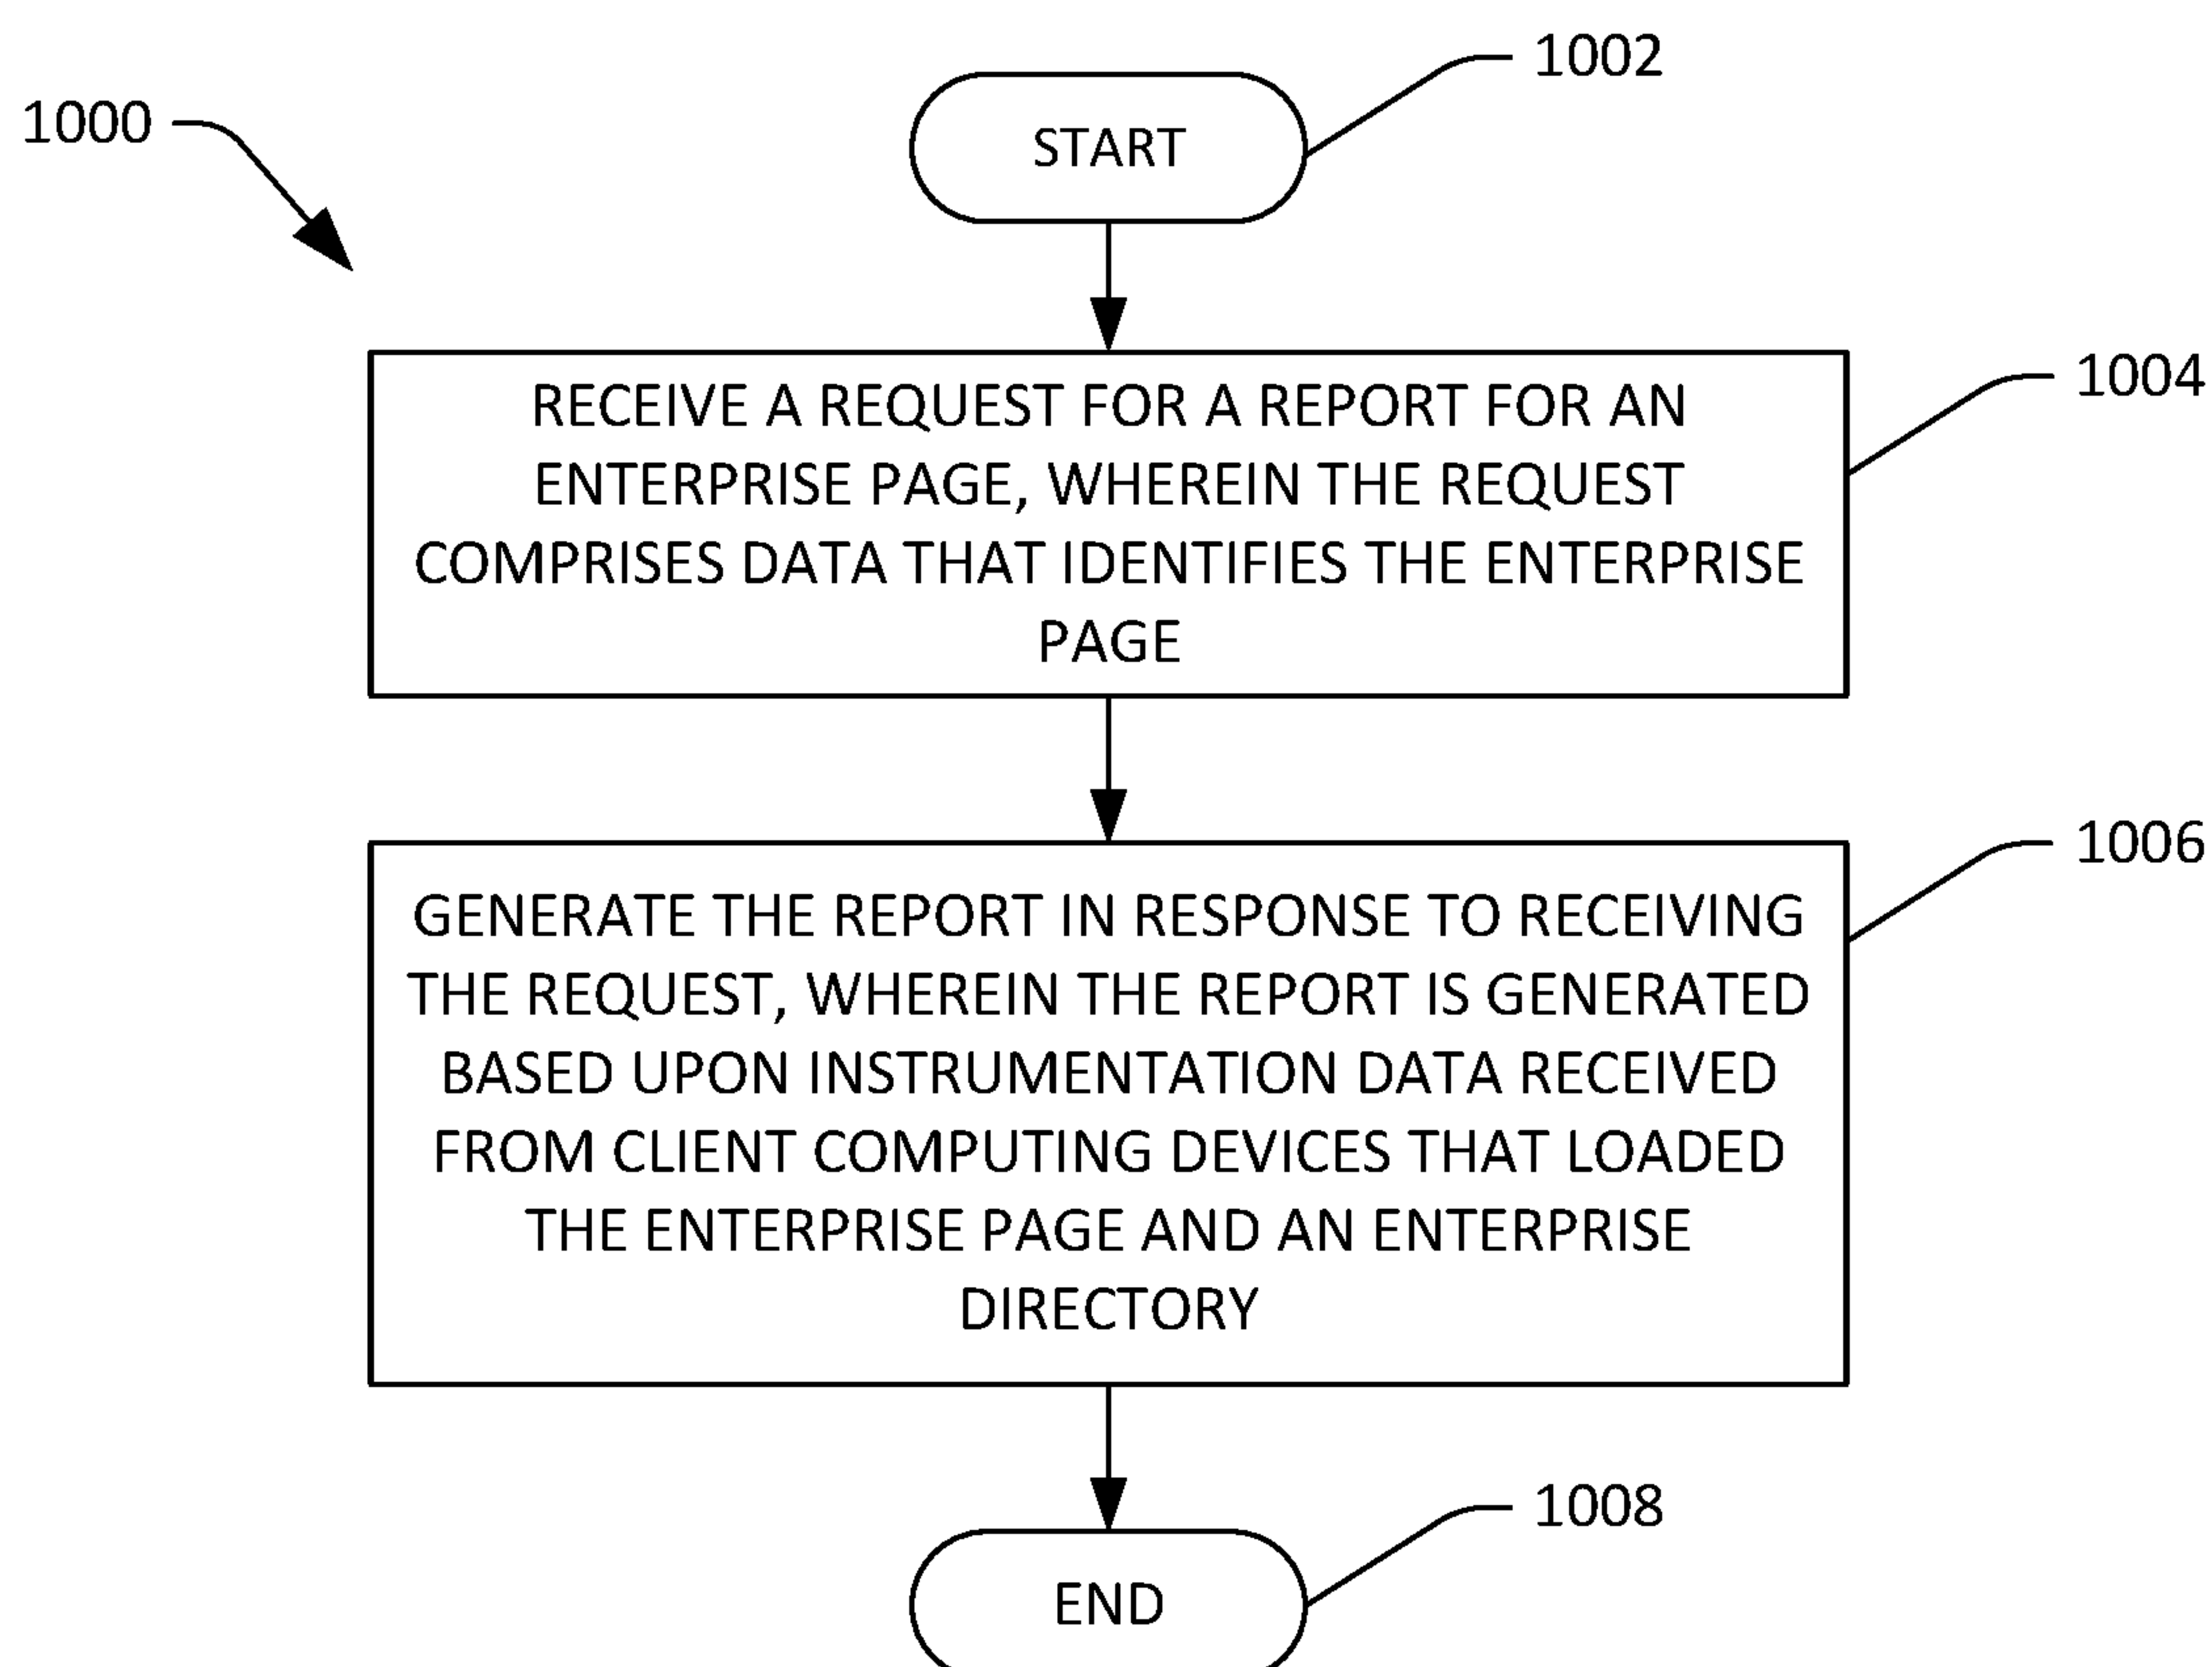 1002
1000
START
1004
RECEIVE A REQUEST FOR A REPORT FOR AN
ENTERPRISE PAGE, WHEREIN THE REQUEST
COMPRISES DATA THAT IDENTIFIES THE ENTERPRISE
PAGE
1006
GENERATE THE REPORT IN RESPONSE TO RECEIVING
THE REQUEST, WHEREIN THE REPORT IS GENERATED
BASED UPON INSTRUMENTATION DATA RECEIVED
FROM CLIENT COMPUTING DEVICES THAT LOADED
THE ENTERPRISE PAGE AND AN ENTERPRISE
DIRECTORY
1008
END